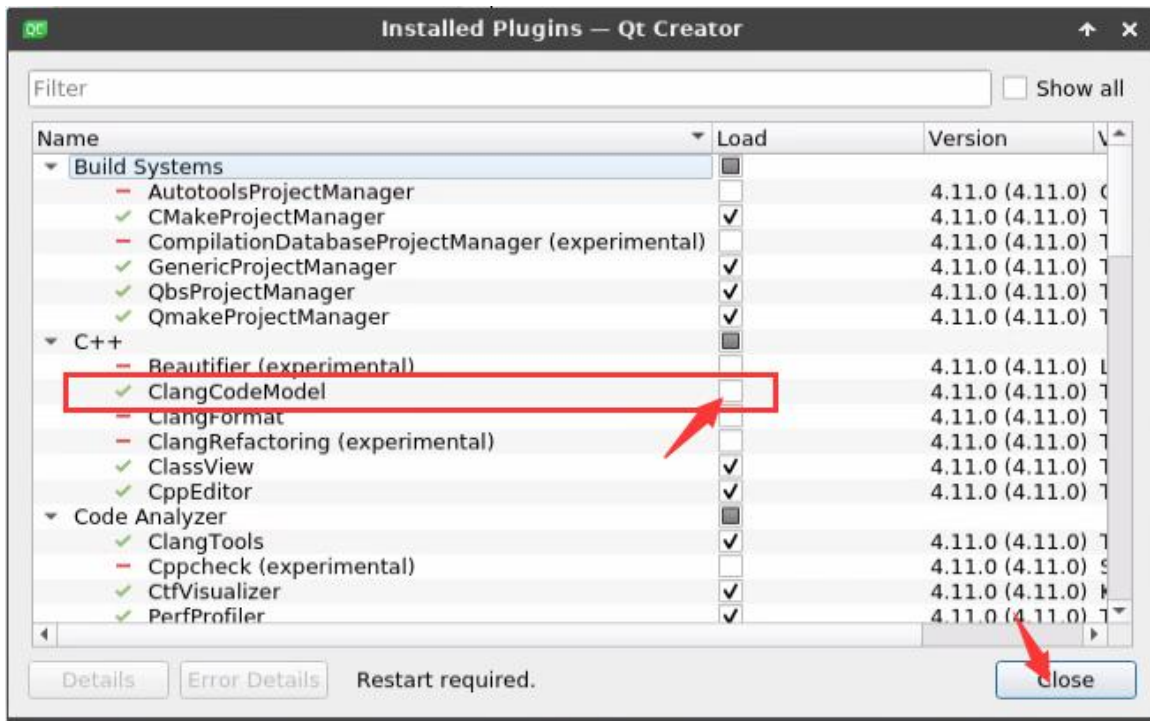 QC Installed Plugins — Qt Creator
Filter Show all
Name Load Version
Build Systems
AutotoolsProjectManager 4.11.0 (4.11.0)
CMakeProjectManager 4.11.0 (4.11.0)
CompilationDatabaseProjectManager (experimental) 4.11.0 (4.11.0)
GenericProjectManager 4.11.0 (4.11.0)
QbsProjectManager 4.11.0 (4.11.0)
QmakeProjectManager 4.11.0 (4.11.0)
C++
Beautifier (experimental) 4.11.0 (4.11.0)
ClangCodeModel 4.11.0 (4.11.0)
ClangFormat 4.11.0 (4.11.0)
ClangRefactoring (experimental) 4.11.0 (4.11.0)
ClassView 4.11.0 (4.11.0)
CppEditor 4.11.0 (4.11.0)
Code Analyzer
ClangTools 4.11.0 (4.11.0)
Cppcheck (experimental) 4.11.0 (4.11.0)
CtfVisualizer 4.11.0 (4.11.0)
PerfProfiler 4.11.0 (4.11.0)
Details Error Details Restart required. Close